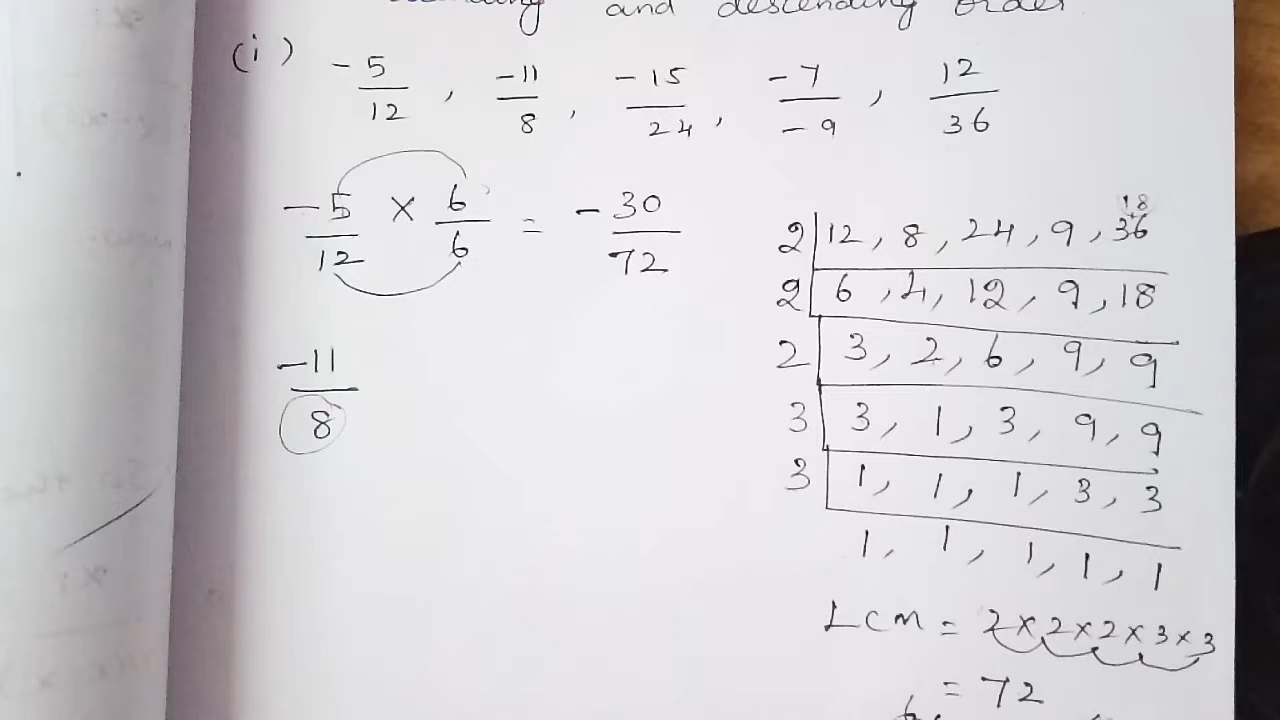 and descending order
(i) -5/12 , -11/8 , -15/24 , -7/-9 , 12/36
-5/12 × 6/6 = -30/72
-11/8
18
2 | 12, 8, 24, 9, 36
2 | 6, 4, 12, 9, 18
2 | 3, 2, 6, 9, 9
3 | 3, 1, 3, 9, 9
3 | 1, 1, 1, 3, 3
1, 1, 1, 1, 1
LCM = 2×2×2×3×3
= 72